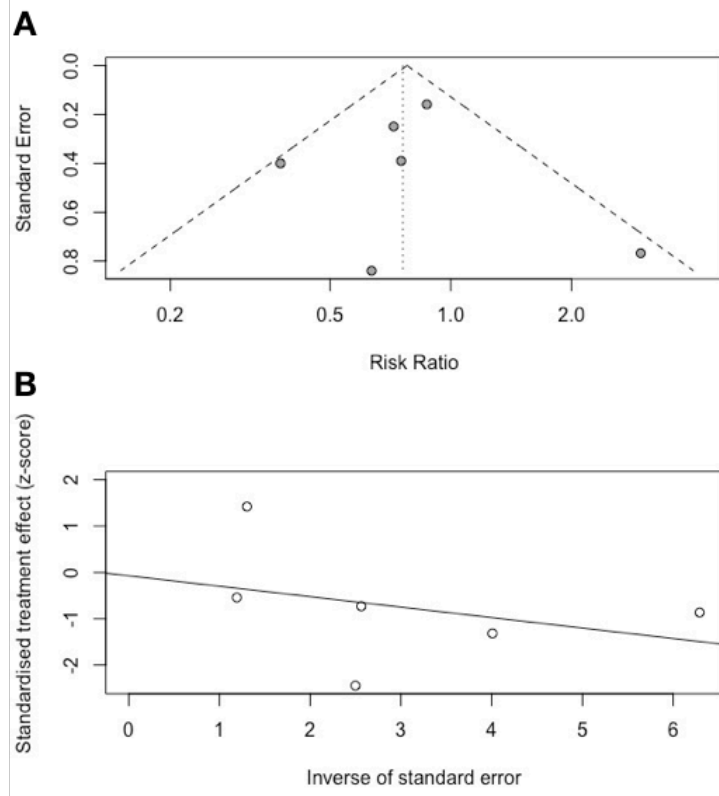 A
Standard Error
0.0
0.2
0.4
0.6
0.8
0.2 0.5 1.0 2.0
Risk Ratio
B
Standardised treatment effect (z-score)
2
1
0
-1
-2
0 1 2 3 4 5 6
Inverse of standard error